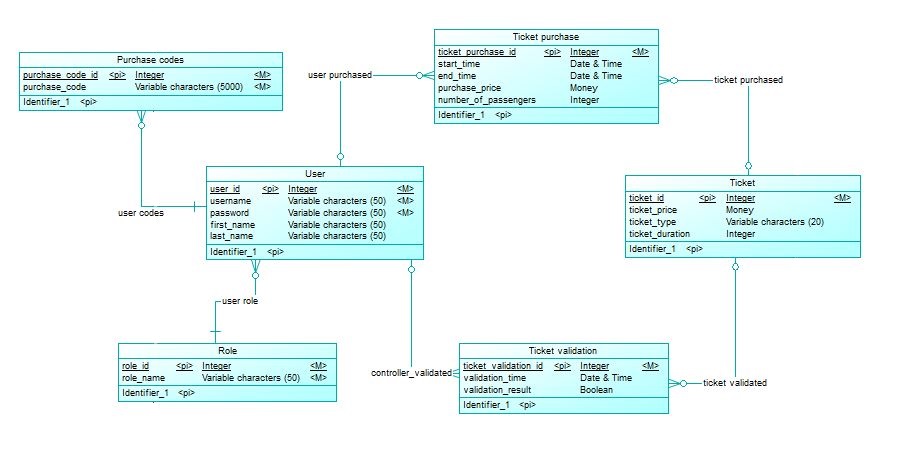 Ticket purchase
ticket_purchase_id <pi> Integer <M>
start_time Date & Time
end_time Date & Time
purchase_price Money
number_of_passengers Integer
Identifier_1 <pi>
Purchase codes
purchase_code_id <pi> Integer <M>
purchase_code Variable characters (5000) <M>
Identifier_1 <pi>
user purchased
ticket purchased
User
user_id <pi> Integer <M>
username Variable characters (50) <M>
password Variable characters (50) <M>
first_name Variable characters (50)
last_name Variable characters (50)
Identifier_1 <pi>
Ticket
ticket_id <pi> Integer <M>
ticket_price Money
ticket_type Variable characters (20)
ticket_duration Integer
Identifier_1 <pi>
user codes
user role
Role
role_id <pi> Integer <M>
role_name Variable characters (50) <M>
Identifier_1 <pi>
controller_validated
Ticket validation
ticket_validation_id <pi> Integer <M>
validation_time Date & Time
validation_result Boolean
Identifier_1 <pi>
ticket validated